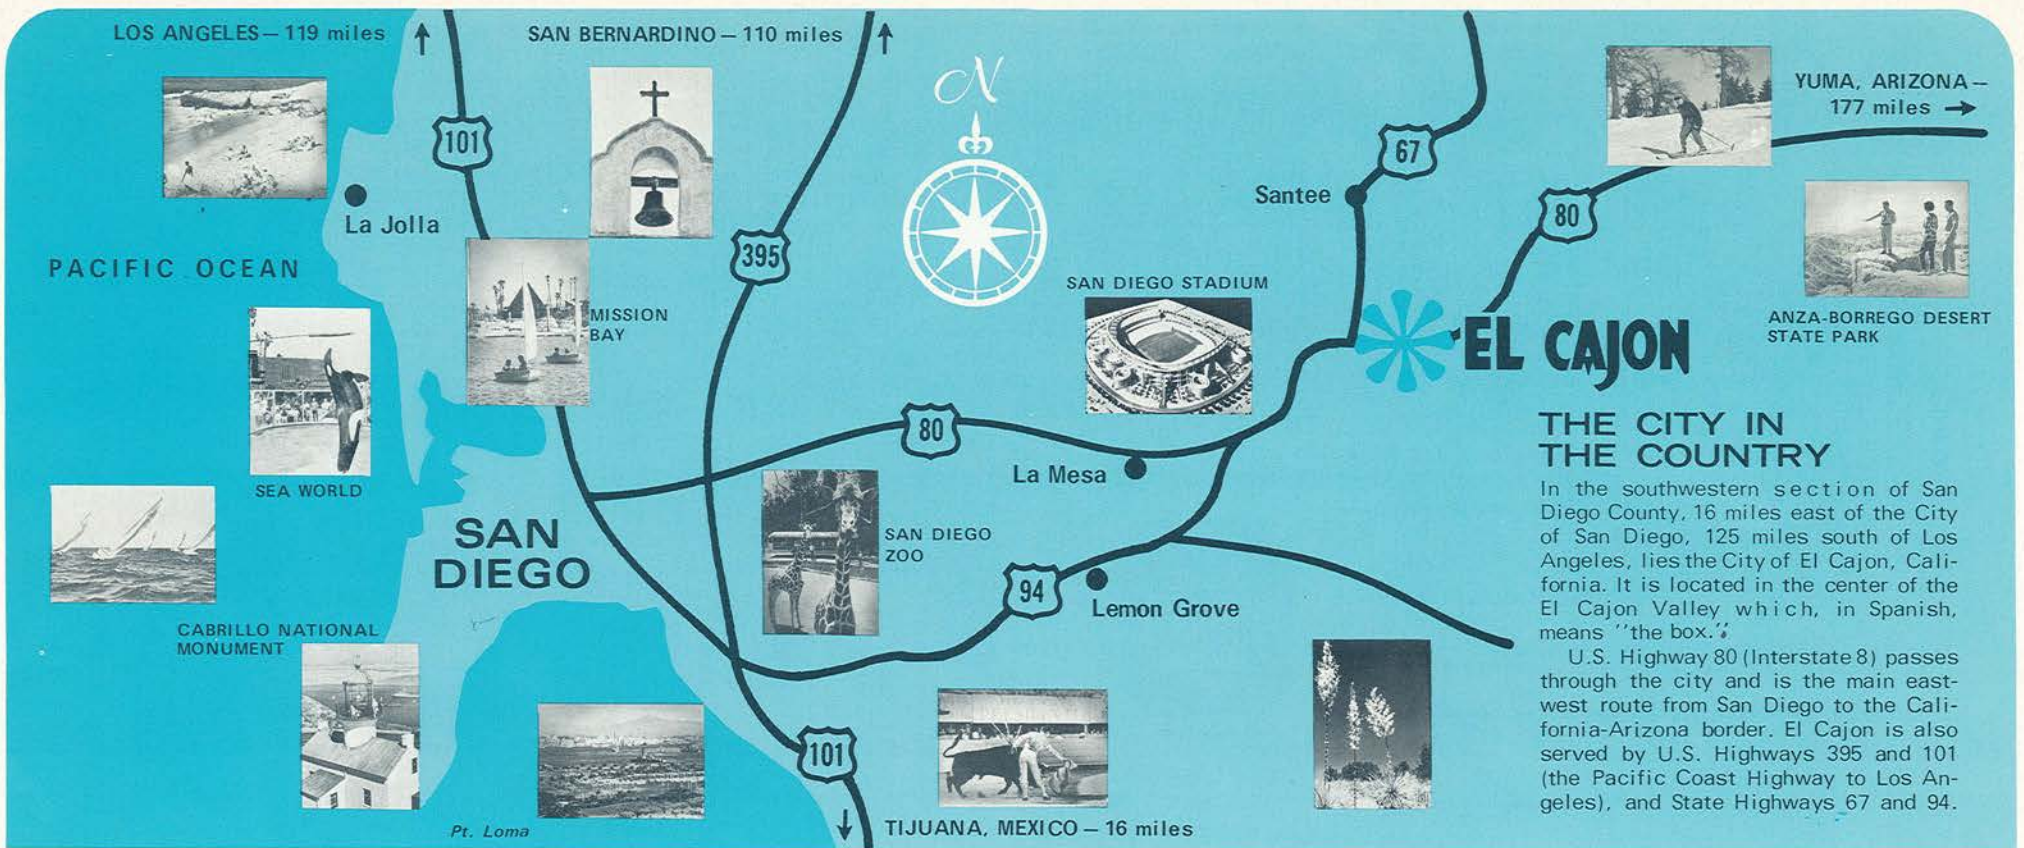 LOS ANGELES — 119 miles
SAN BERNARDINO — 110 miles
N
YUMA, ARIZONA —
177 miles
101
67
Santee
80
La Jolla
395
PACIFIC OCEAN
SAN DIEGO STADIUM
MISSION
BAY
ANZA-BORREGO DESERT
STATE PARK
EL CAJON
80
La Mesa
SEA WORLD
SAN
DIEGO
SAN DIEGO
ZOO
94
Lemon Grove
CABRILLO NATIONAL
MONUMENT
101
Pt. Loma
TIJUANA, MEXICO — 16 miles
THE CITY IN
THE COUNTRY
In the southwestern section of San
Diego County, 16 miles east of the City
of San Diego, 125 miles south of Los
Angeles, lies the City of El Cajon, Cali-
fornia. It is located in the center of the
El Cajon Valley which, in Spanish,
means "the box."
U.S. Highway 80 (Interstate 8) passes
through the city and is the main east-
west route from San Diego to the Cali-
fornia-Arizona border. El Cajon is also
served by U.S. Highways 395 and 101
(the Pacific Coast Highway to Los An-
geles), and State Highways 67 and 94.